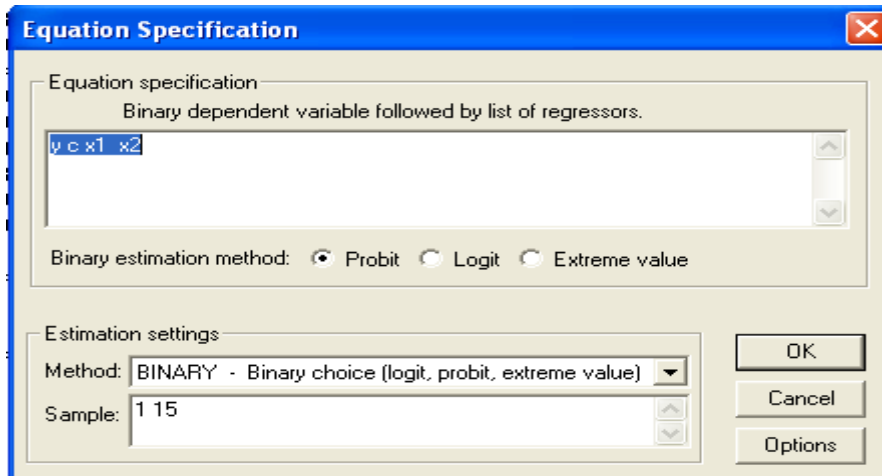 Equation Specification
Equation specification
Binary dependent variable followed by list of regressors.
y c x1 x2
Binary estimation method: Probit Logit Extreme value
Estimation settings
Method: BINARY - Binary choice (logit, probit, extreme value)
Sample: 1 15
OK
Cancel
Options